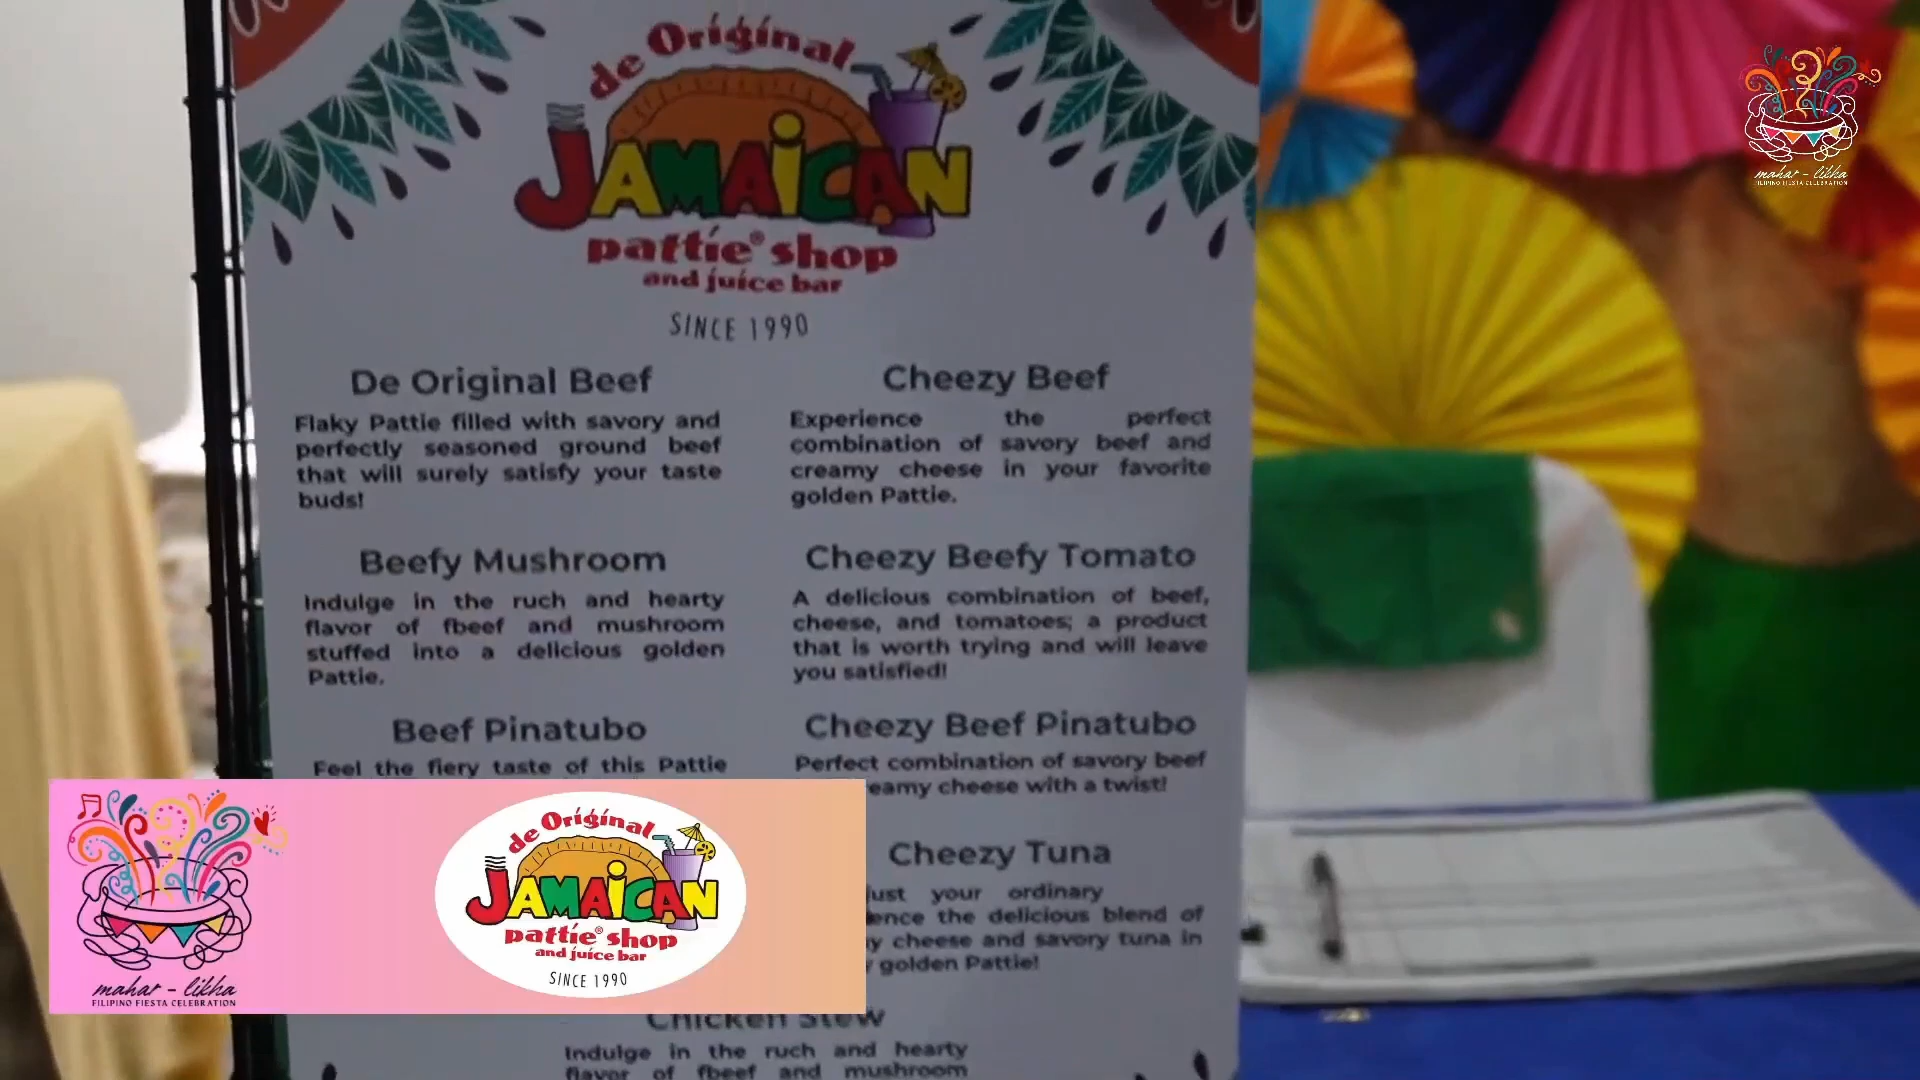 de Original
JAMAiCAN
pattie® shop
and juice bar
SINCE 1990
De Original Beef
Flaky Pattie filled with savory and
perfectly seasoned ground beef
that will surely satisfy your taste
buds!
Beefy Mushroom
Indulge in the ruch and hearty
flavor of fbeef and mushroom
stuffed into a delicious golden
Pattie.
Beef Pinatubo
Feel the fiery taste of this Pattie
Cheezy Beef
Experience the perfect
combination of savory beef and
creamy cheese in your favorite
golden Pattie.
Cheezy Beefy Tomato
A delicious combination of beef,
cheese, and tomatoes; a product
that is worth trying and will leave
you satisfied!
Cheezy Beef Pinatubo
Perfect combination of savory beef
eamy cheese with a twist!
Cheezy Tuna
just your ordinary
ence the delicious blend of
y cheese and savory tuna in
golden Pattie!
Chicken Stew
Indulge in the ruch and hearty
flavor of fbeef and mushroom
mahar - likha
FILIPINO FIESTA CELEBRATION
mahar - likha
FILIPINO FIESTA CELEBRATION
de Original
JAMAiCAN
pattie® shop
and juice bar
SINCE 1990